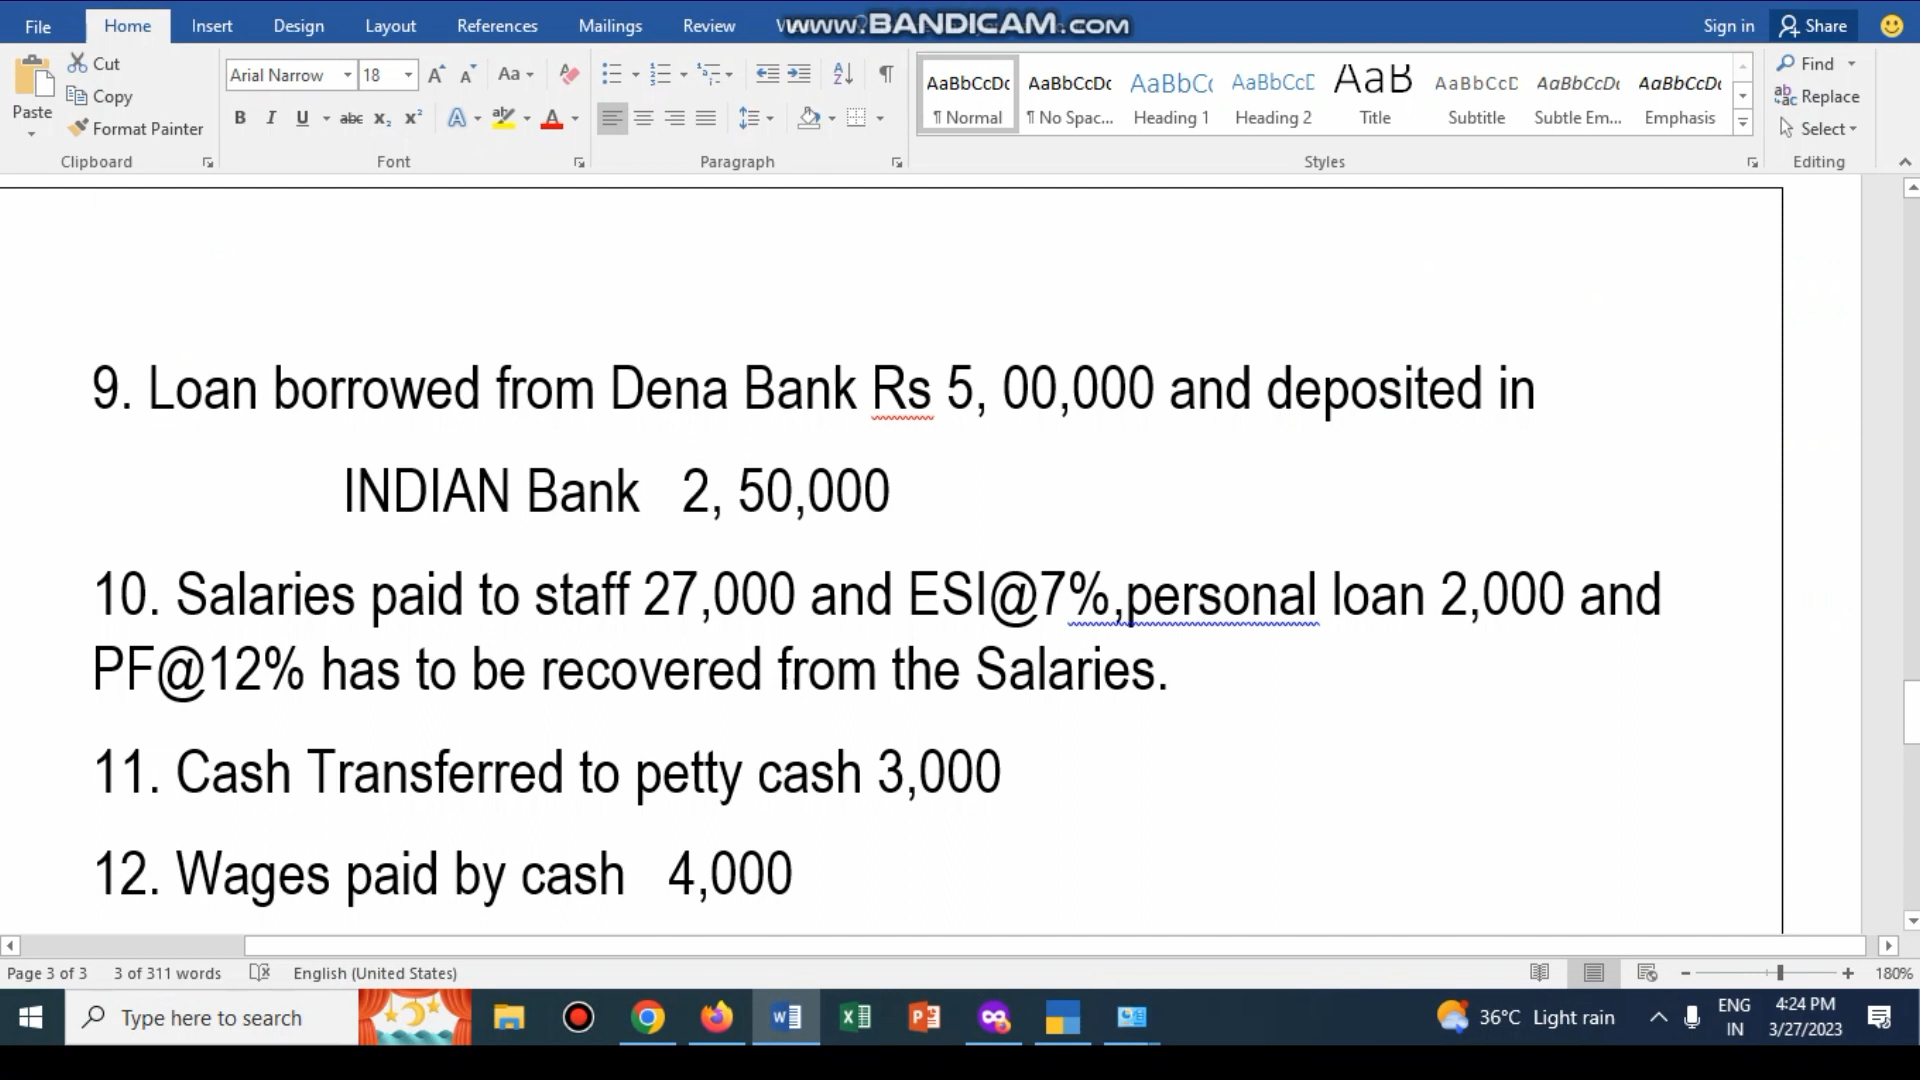 www.BANDICAM.com
File Home Insert Design Layout References Mailings Review Sign in Share
Cut
Copy
Paste
Format Painter
Arial Narrow 18
Aa
B I U abc x₂ x²
AaBbCcDc AaBbCcDc AaBbC AaBbCcD AaB AaBbCcD AaBbCcDc AaBbCcDc
¶ Normal ¶ No Spac... Heading 1 Heading 2 Title Subtitle Subtle Em... Emphasis
Find
Replace
Select
Clipboard Font Paragraph Styles Editing
9. Loan borrowed from Dena Bank Rs 5, 00,000 and deposited in
INDIAN Bank 2, 50,000
10. Salaries paid to staff 27,000 and ESI@7%,personal loan 2,000 and
PF@12% has to be recovered from the Salaries.
11. Cash Transferred to petty cash 3,000
12. Wages paid by cash 4,000
Page 3 of 3 3 of 311 words English (United States) 180%
Type here to search
36°C Light rain
ENG
IN
4:24 PM
3/27/2023